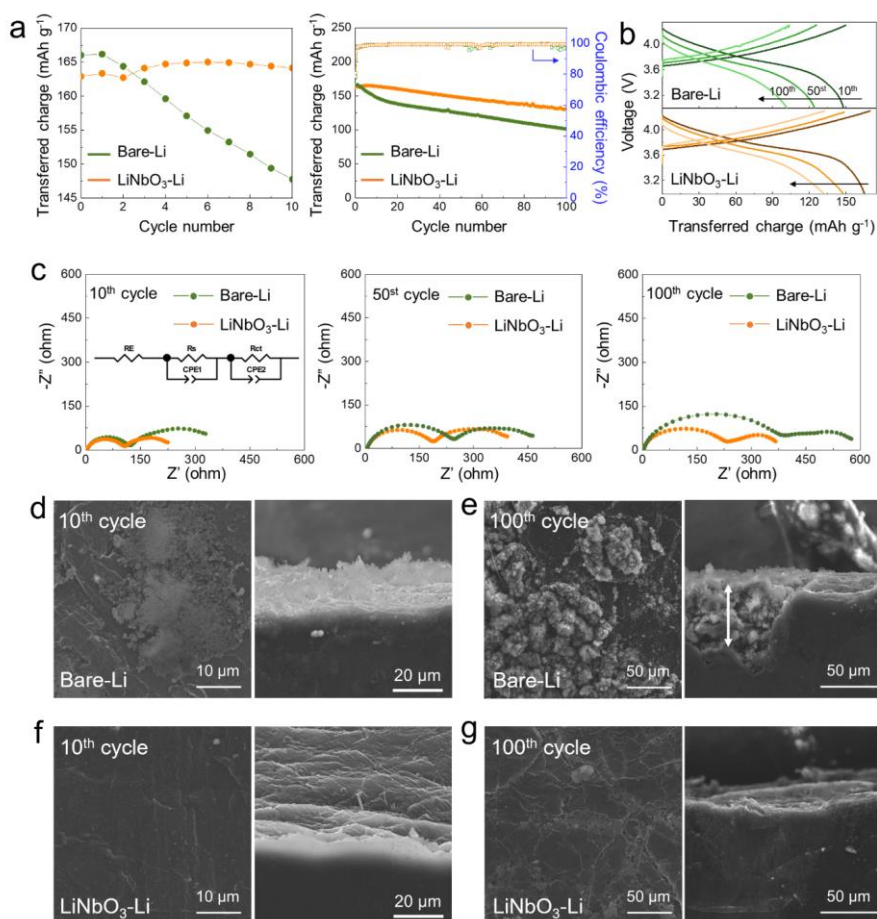 a
Transferred charge (mAh g⁻¹)
170
165
160
155
150
145
Bare-Li
LiNbO₃-Li
0 2 4 6 8 10
Cycle number
Transferred charge (mAh g⁻¹)
250
225
200
175
150
125
100
75
50
25
0
Bare-Li
LiNbO₃-Li
0 20 40 60 80 100
Cycle number
100
80
60
40
20
0
Coulombic efficiency (%)
b
Voltage (V)
4.0
3.6
3.2
100th 50st 10th
Bare-Li
4.0
3.6
3.2
LiNbO₃-Li
0 30 60 90 120 150
Transferred charge (mAh g⁻¹)
c
10th cycle
Bare-Li
LiNbO₃-Li
RE Rs Rct
CPE1 CPE2
-Z" (ohm)
600
450
300
150
0
0 150 300 450 600
Z' (ohm)
50st cycle
Bare-Li
LiNbO₃-Li
-Z" (ohm)
600
450
300
150
0
0 150 300 450 600
Z' (ohm)
100th cycle
Bare-Li
LiNbO₃-Li
-Z" (ohm)
600
450
300
150
0
0 150 300 450 600
Z' (ohm)
d
10th cycle
Bare-Li
10 µm
20 µm
e
100th cycle
Bare-Li
50 µm
50 µm
f
10th cycle
LiNbO₃-Li
10 µm
20 µm
g
100th cycle
LiNbO₃-Li
50 µm
50 µm